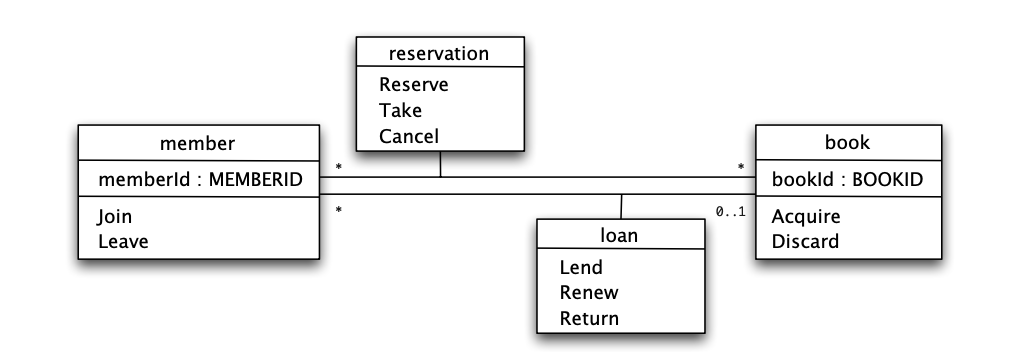 reservation
Reserve
Take
Cancel
member
memberId : MEMBERID
Join
Leave
*
*
book
bookId : BOOKID
Acquire
Discard
*
0..1
loan
Lend
Renew
Return